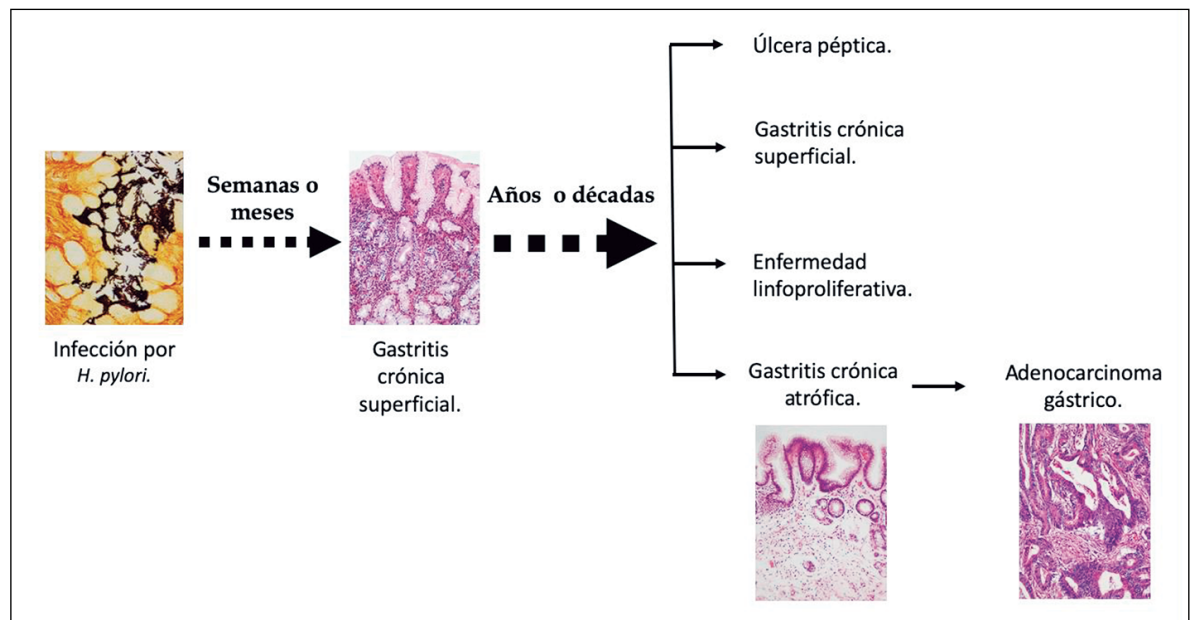 Infección por
H. pylori.
Semanas o
meses
Gastritis
crónica
superficial.
Años o décadas
Úlcera péptica.
Gastritis crónica
superficial.
Enfermedad
linfoproliferativa.
Gastritis crónica
atrófica.
Adenocarcinoma
gástrico.